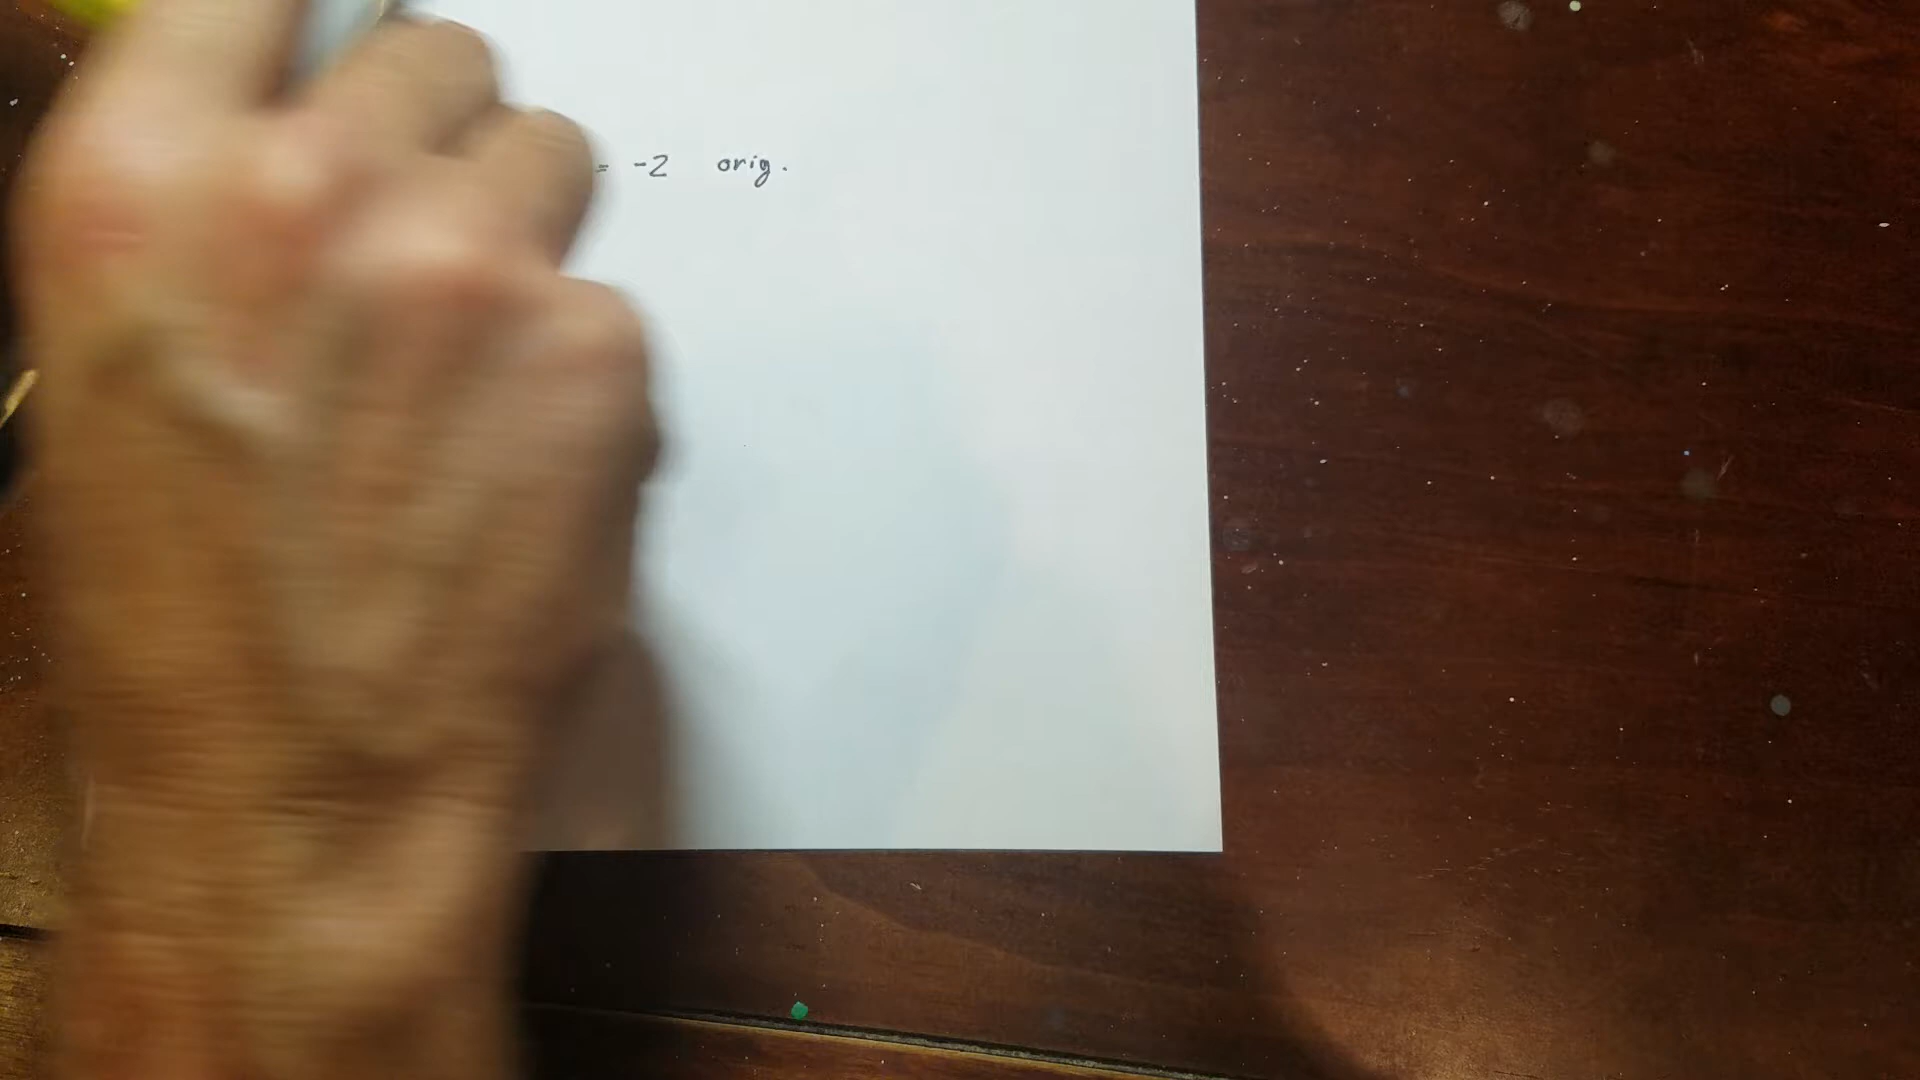 = -2 orig.